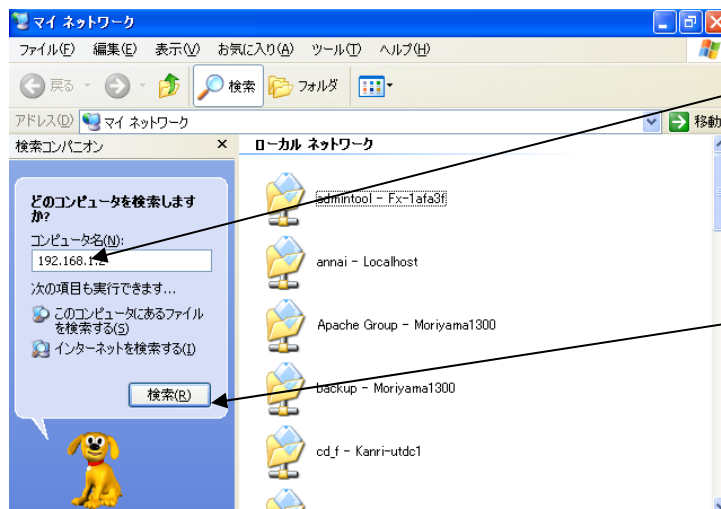 マイ ネットワーク
ファイル(F) 編集(E) 表示(V) お気に入り(A) ツール(T) ヘルプ(H)
戻る 検索 フォルダ
アドレス(D) マイ ネットワーク 移動
検索コンパニオン × ローカル ネットワーク
どのコンピュータを検索します
か?
コンピュータ名(N):
192.168.1.2
次の項目も実行できます...
このコンピュータにあるファイル
を検索する(S)
インターネットを検索する(I)
検索(R)
admintool - Fx-1afa3f
annai - Localhost
Apache Group - Moriyama1300
backup - Moriyama1300
cd_f - Kanri-utdc1